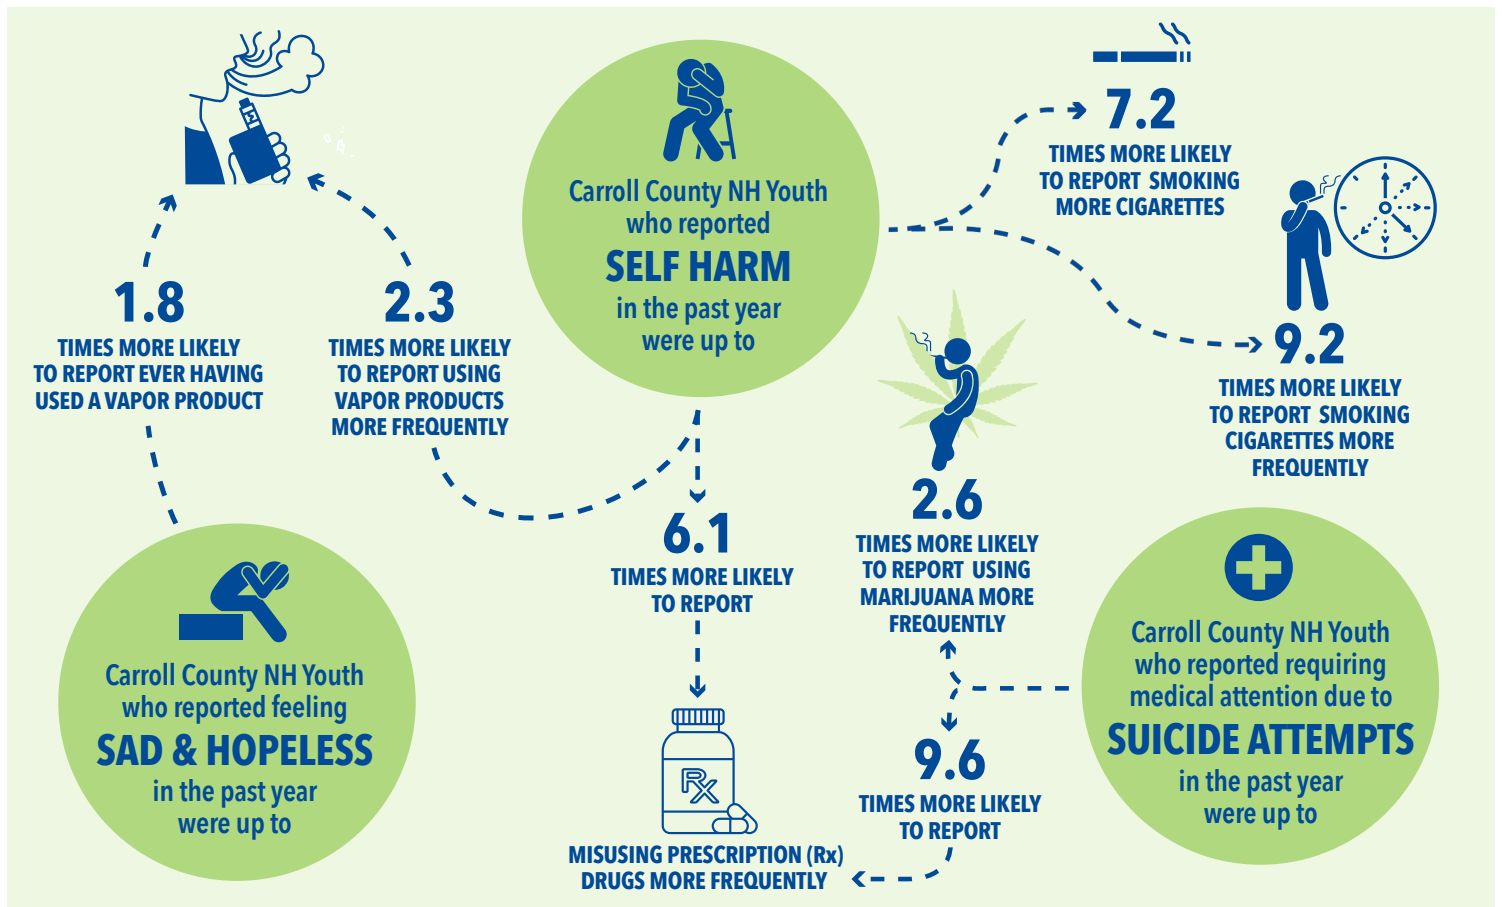 Carroll County NH Youth
who reported
SELF HARM
in the past year
were up to
7.2
TIMES MORE LIKELY
TO REPORT SMOKING
MORE CIGARETTES
9.2
TIMES MORE LIKELY
TO REPORT SMOKING
CIGARETTES MORE
FREQUENTLY
1.8
TIMES MORE LIKELY
TO REPORT EVER HAVING
USED A VAPOR PRODUCT
2.3
TIMES MORE LIKELY
TO REPORT USING
VAPOR PRODUCTS
MORE FREQUENTLY
6.1
TIMES MORE LIKELY
TO REPORT
2.6
TIMES MORE LIKELY
TO REPORT USING
MARIJUANA MORE
FREQUENTLY
Carroll County NH Youth
who reported feeling
SAD & HOPELESS
in the past year
were up to
Carroll County NH Youth
who reported requiring
medical attention due to
SUICIDE ATTEMPTS
in the past year
were up to
9.6
TIMES MORE LIKELY
TO REPORT
Rx
MISUSING PRESCRIPTION (Rx)
DRUGS MORE FREQUENTLY